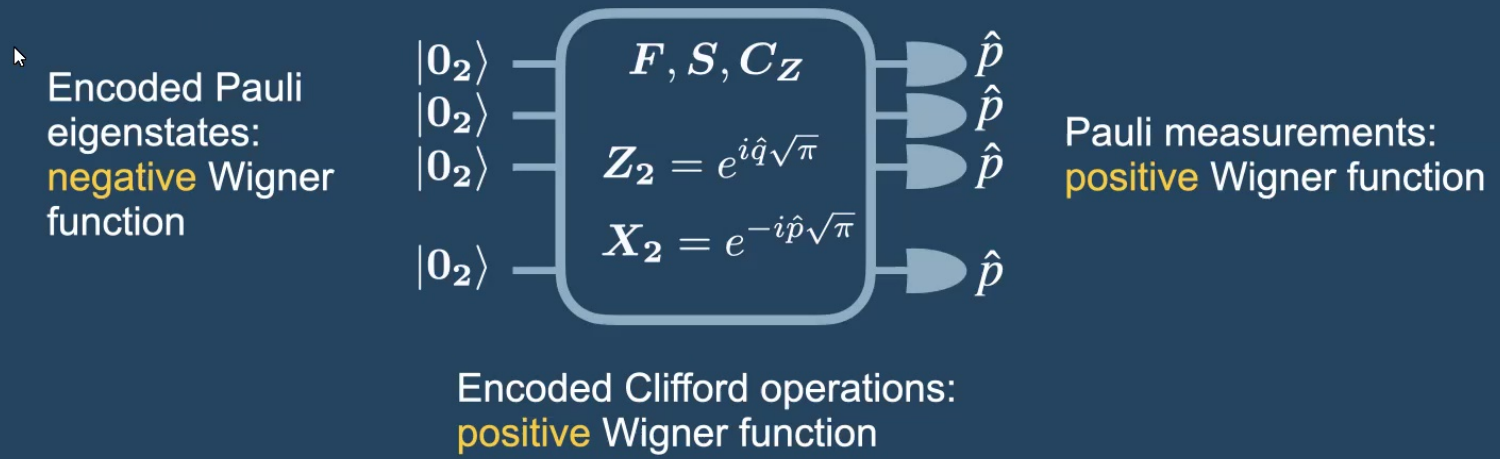 Encoded Pauli
eigenstates:
negative Wigner
function
|0₂⟩
|0₂⟩
|0₂⟩
|0₂⟩
F, S, C_Z
Z₂ = e^{iq̂√π}
X₂ = e^{−ip̂√π}
p̂
p̂
p̂
p̂
Pauli measurements:
positive Wigner function
Encoded Clifford operations:
positive Wigner function